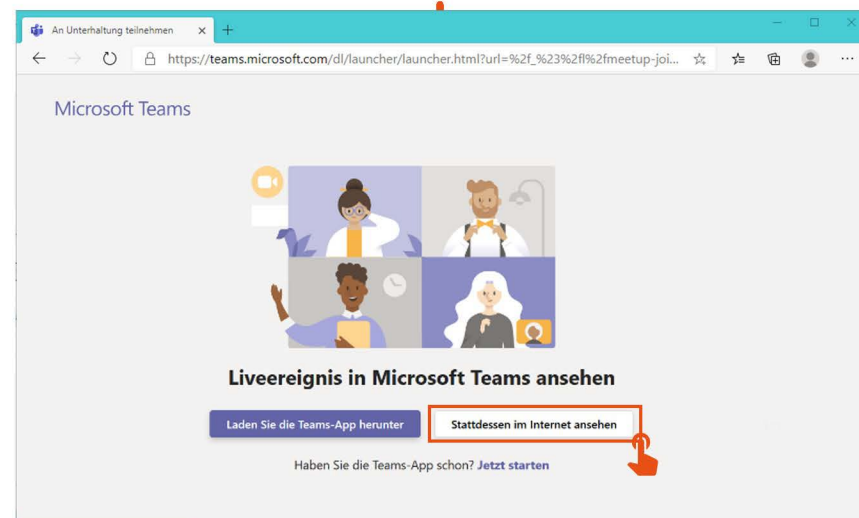 An Unterhaltung teilnehmen
https://teams.microsoft.com/dl/launcher/launcher.html?url=%2f_%23%2fl%2fmeetup-joi...
Microsoft Teams
Liveereignis in Microsoft Teams ansehen
Laden Sie die Teams-App herunter
Stattdessen im Internet ansehen
Haben Sie die Teams-App schon? Jetzt starten